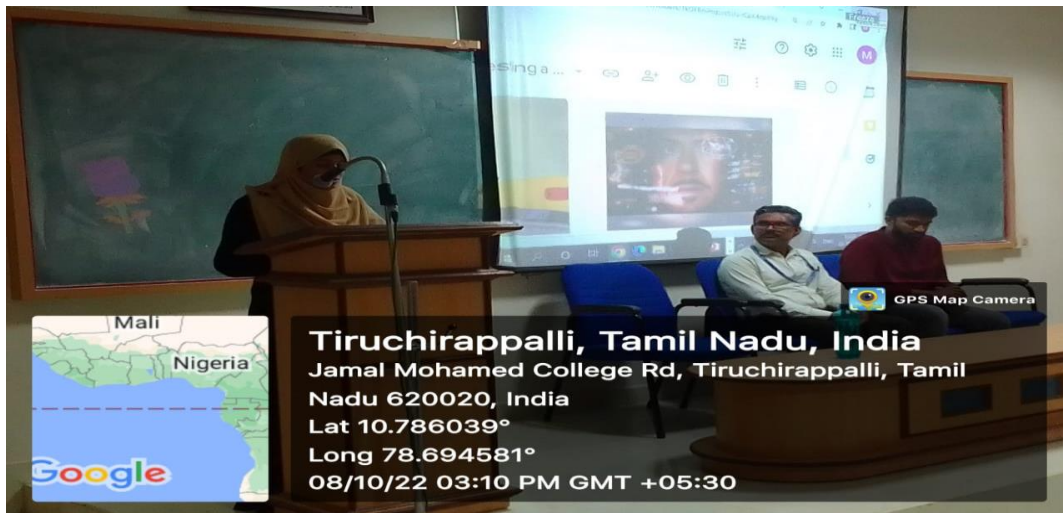 esing a ...
M
GPS Map Camera
Mali
Nigeria
Google
Tiruchirappalli, Tamil Nadu, India
Jamal Mohamed College Rd, Tiruchirappalli, Tamil
Nadu 620020, India
Lat 10.786039°
Long 78.694581°
08/10/22 03:10 PM GMT +05:30